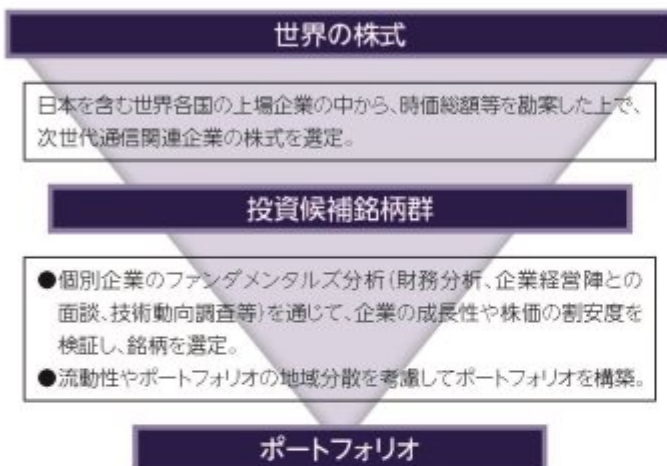 世界の株式
日本を含む世界各国の上場企業の中から、時価総額等を勘案した上で、
次世代通信関連企業の株式を選定。
投資候補銘柄群
●個別企業のファンダメンタルズ分析(財務分析、企業経営陣との
面談、技術動向調査等)を通じて、企業の成長性や株価の割安度を
検証し、銘柄を選定。
●流動性やポートフォリオの地域分散を考慮してポートフォリオを構築。
ポートフォリオ